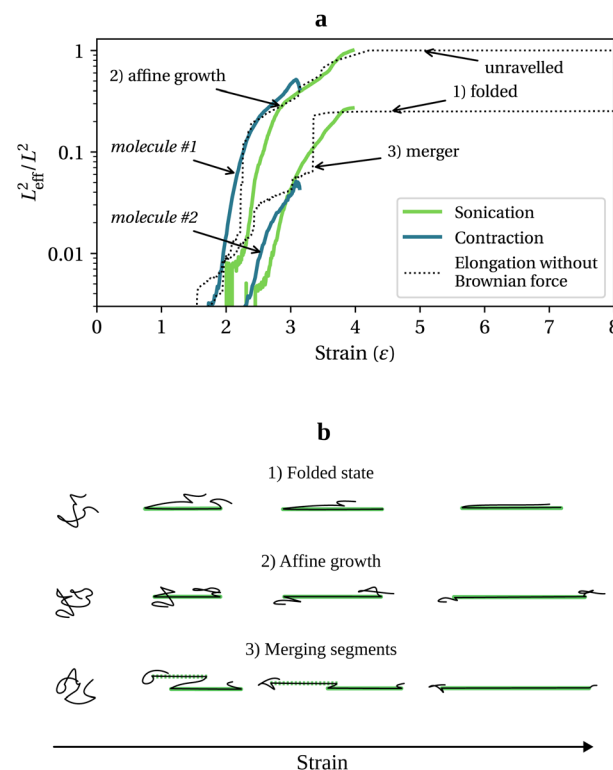 a
1
0.1
0.01
L²eff / L²
2) affine growth
molecule #1
molecule #2
unravelled
1) folded
3) merger
Sonication
Contraction
Elongation without
Brownian force
0 1 2 3 4 5 6 7 8
Strain (ε)
b
1) Folded state
2) Affine growth
3) Merging segments
Strain